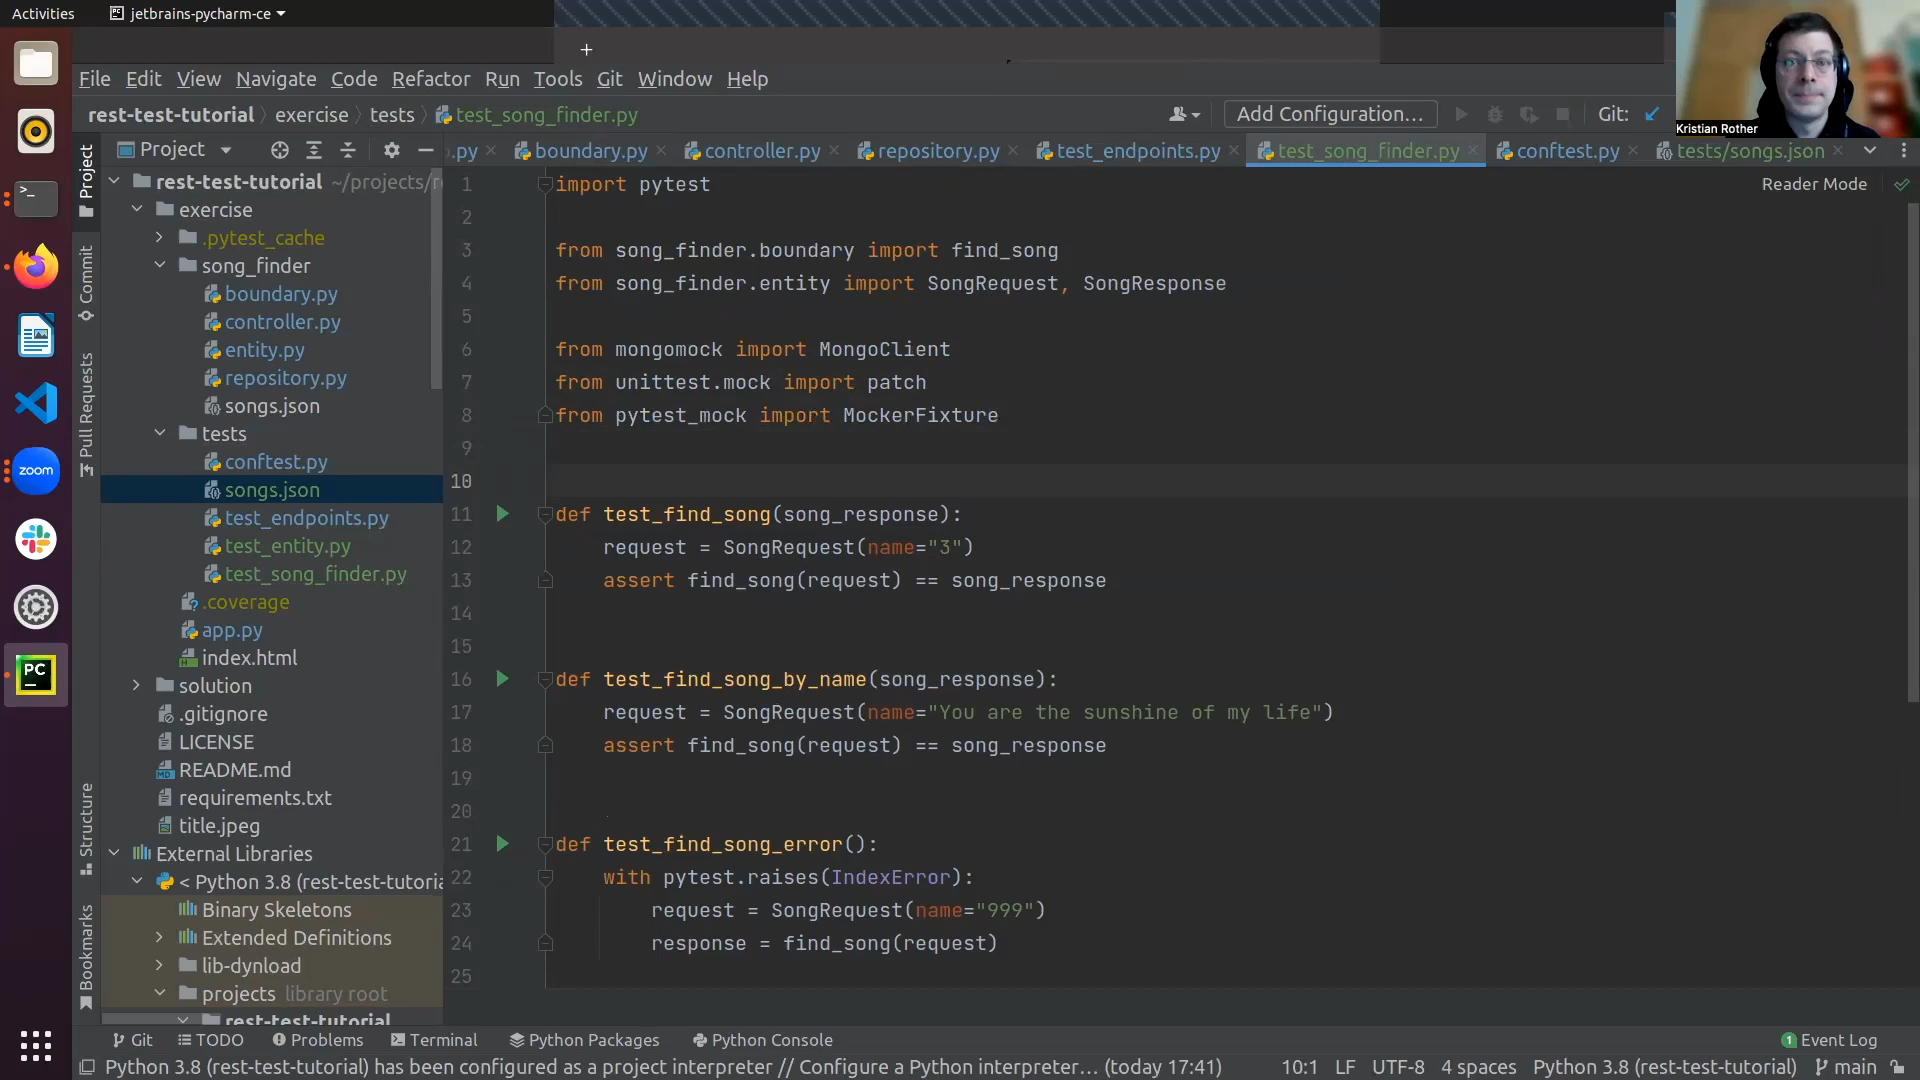 Activities jetbrains-pycharm-ce
Kristian Rother
File Edit View Navigate Code Refactor Run Tools Git Window Help
rest-test-tutorial exercise tests test_song_finder.py Add Configuration... Git:
Project .py boundary.py controller.py repository.py test_endpoints.py test_song_finder.py conftest.py tests/songs.json
Reader Mode
Project
Commit
Pull Requests
Structure
Bookmarks
rest-test-tutorial ~/projects/r
exercise
.pytest_cache
song_finder
boundary.py
controller.py
entity.py
repository.py
songs.json
tests
conftest.py
songs.json
test_endpoints.py
test_entity.py
test_song_finder.py
.coverage
app.py
index.html
solution
.gitignore
LICENSE
README.md
requirements.txt
title.jpeg
External Libraries
< Python 3.8 (rest-test-tutoria
Binary Skeletons
Extended Definitions
lib-dynload
projects library root
rest-test-tutorial
zoom
PC
1 import pytest
2
3 from song_finder.boundary import find_song
4 from song_finder.entity import SongRequest, SongResponse
5
6 from mongomock import MongoClient
7 from unittest.mock import patch
8 from pytest_mock import MockerFixture
9
10
11 def test_find_song(song_response):
12 request = SongRequest(name="3")
13 assert find_song(request) == song_response
14
15
16 def test_find_song_by_name(song_response):
17 request = SongRequest(name="You are the sunshine of my life")
18 assert find_song(request) == song_response
19
20
21 def test_find_song_error():
22 with pytest.raises(IndexError):
23 request = SongRequest(name="999")
24 response = find_song(request)
25
Git TODO Problems Terminal Python Packages Python Console 1 Event Log
Python 3.8 (rest-test-tutorial) has been configured as a project interpreter // Configure a Python interpreter... (today 17:41) 10:1 LF UTF-8 4 spaces Python 3.8 (rest-test-tutorial) main